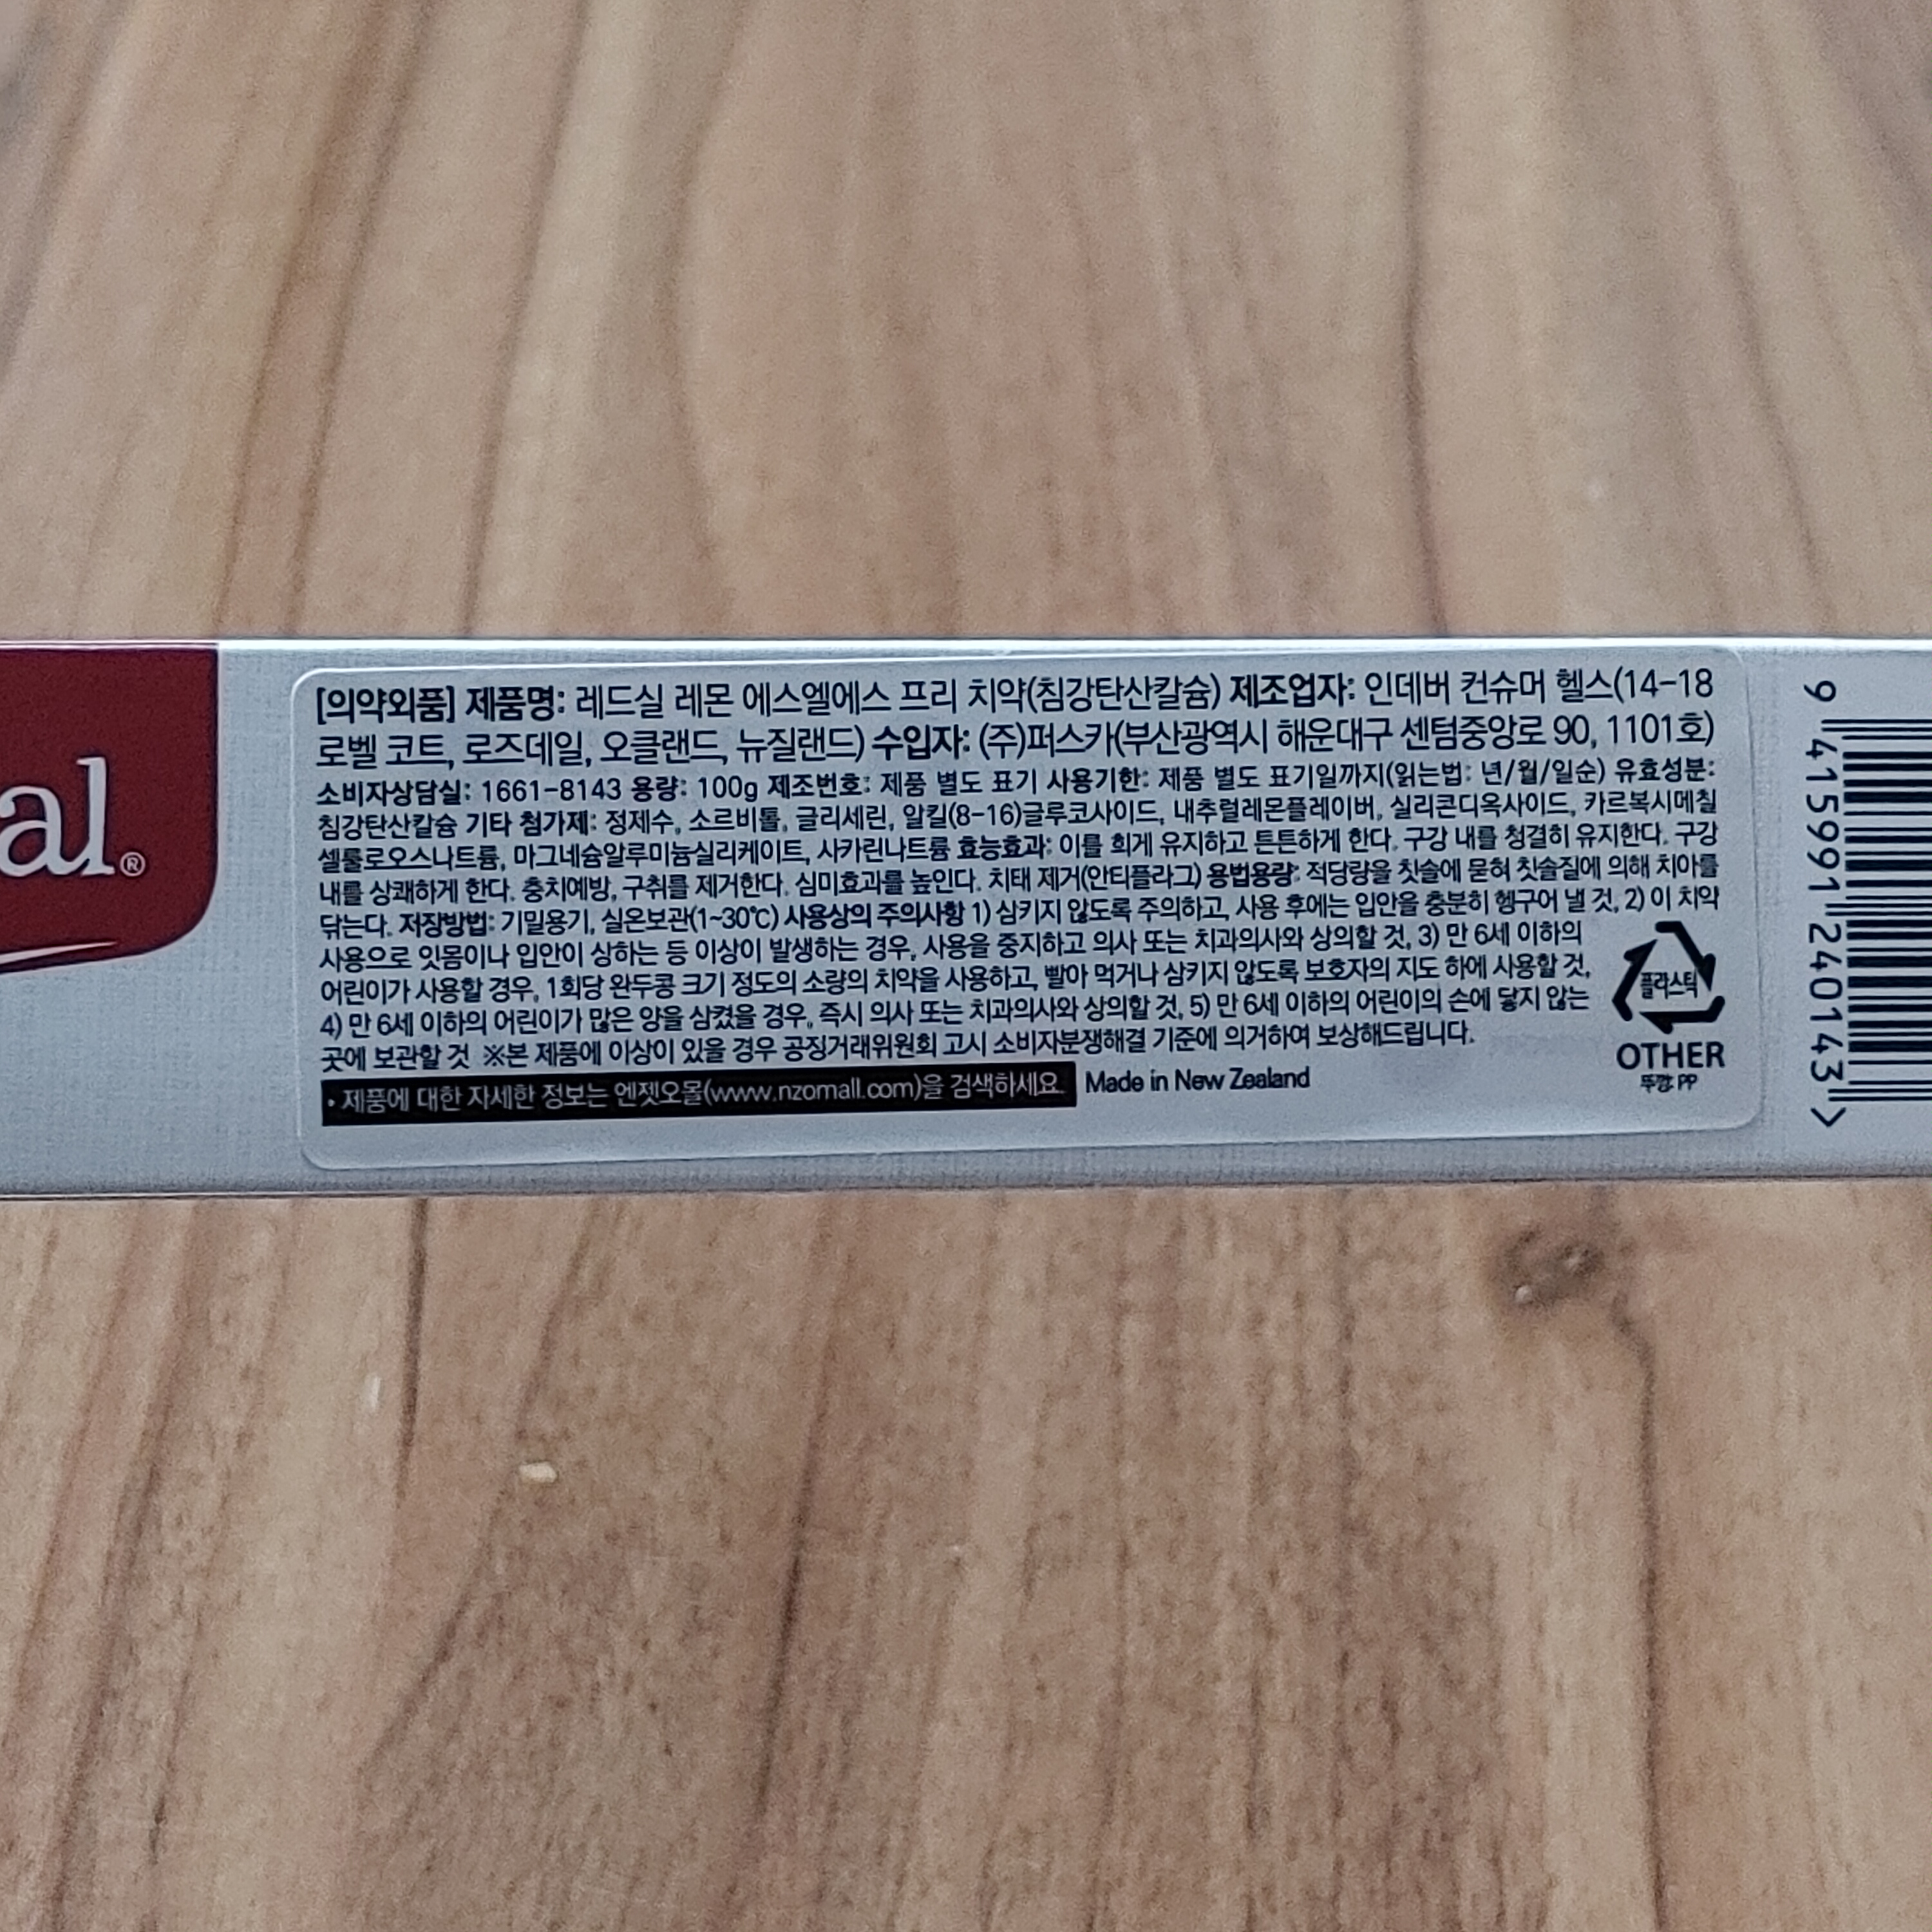 al®
[의약외품] 제품명: 레드실 레몬 에스엘에스 프리 치약(침강탄산칼슘) 제조업자: 인데버 컨슈머 헬스(14-18
로벨 코트, 로즈데일, 오클랜드, 뉴질랜드) 수입자: (주)퍼스카(부산광역시 해운대구 센텀중앙로 90, 1101호)
소비자상담실: 1661-8143 용량: 100g 제조번호: 제품 별도 표기 사용기한: 제품 별도 표기일까지(읽는법: 년/월/일순) 유효성분:
침강탄산칼슘 기타 첨가제: 정제수, 소르비톨, 글리세린, 알킬(8-16)글루코사이드, 내추럴레몬플레이버, 실리콘디옥사이드, 카르복시메칠
셀룰로오스나트륨, 마그네슘알루미늄실리케이트, 사카린나트륨 효능효과: 이를 희게 유지하고 튼튼하게 한다. 구강 내를 청결히 유지한다. 구강
내를 상쾌하게 한다. 충치예방, 구취를 제거한다. 심미효과를 높인다. 치태 제거(안티플라그) 용법용량: 적당량을 칫솔에 묻혀 칫솔질에 의해 치아를
닦는다. 저장방법: 기밀용기, 실온보관(1~30℃) 사용상의 주의사항 1) 삼키지 않도록 주의하고, 사용 후에는 입안을 충분히 헹구어 낼 것, 2) 이 치약
사용으로 잇몸이나 입안이 상하는 등 이상이 발생하는 경우, 사용을 중지하고 의사 또는 치과의사와 상의할 것, 3) 만 6세 이하의
어린이가 사용할 경우, 1회당 완두콩 크기 정도의 소량의 치약을 사용하고, 빨아 먹거나 삼키지 않도록 보호자의 지도 하에 사용할 것,
4) 만 6세 이하의 어린이가 많은 양을 삼켰을 경우, 즉시 의사 또는 치과의사와 상의할 것, 5) 만 6세 이하의 어린이의 손에 닿지 않는
곳에 보관할 것 ※본 제품에 이상이 있을 경우 공징거래위원회 고시 소비자분쟁해결 기준에 의거하여 보상해드립니다.
• 제품에 대한 자세한 정보는 엔젯오몰(www.nzomall.com)을 검색하세요. Made in New Zealand
플라스틱
OTHER
뚜껑: PP
9 415991 240143 >